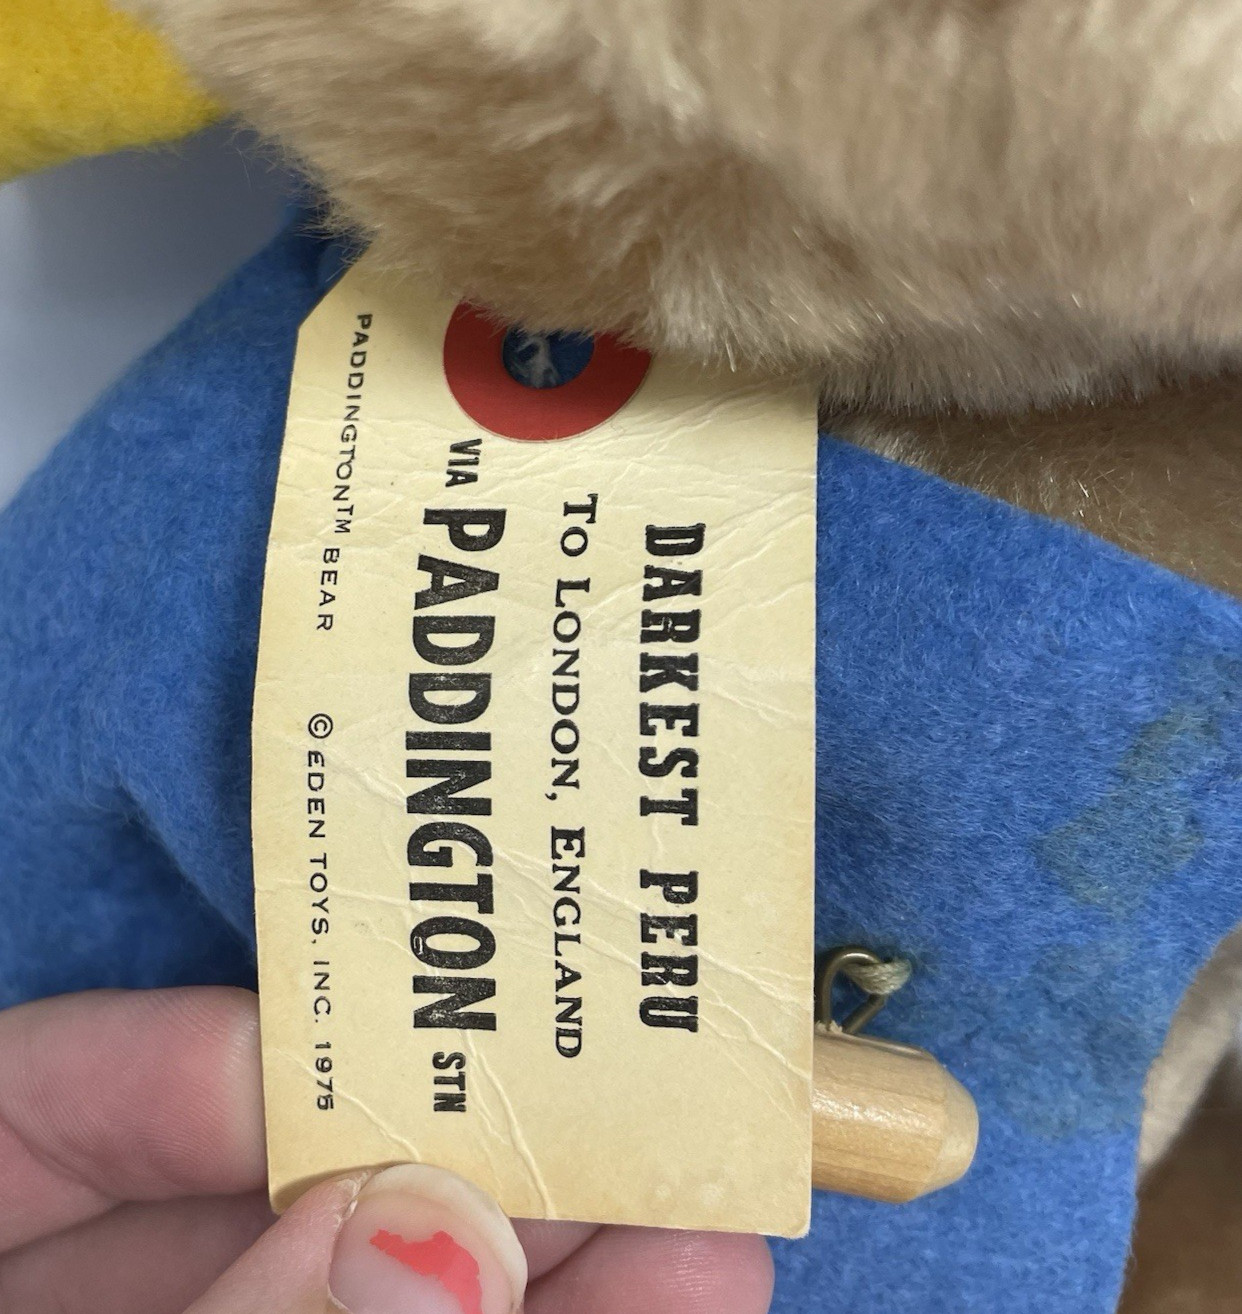 DARKEST PERU
TO LONDON, ENGLAND
VIA PADDINGTON STN
PADDINGTON™ BEAR © EDEN TOYS, INC. 1975